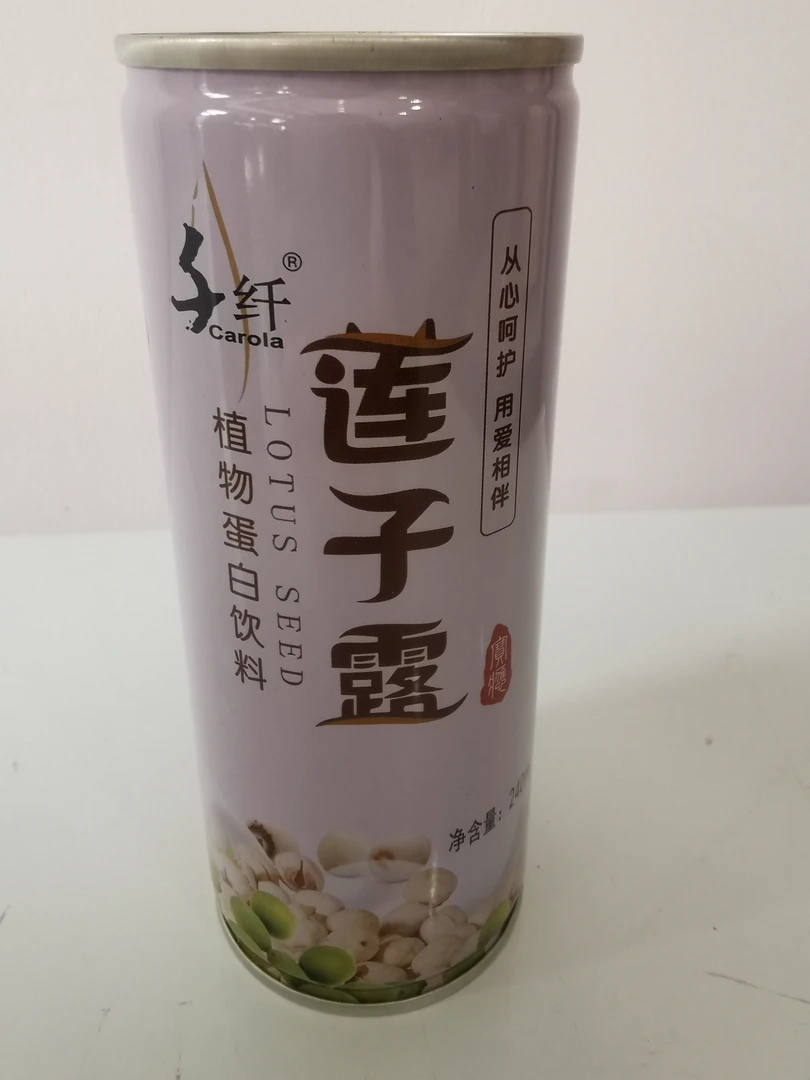 子纤®
Carola
莲子露
LOTUS SEED
植物蛋白饮料
从心呵护 用爱相伴
净含量: 240